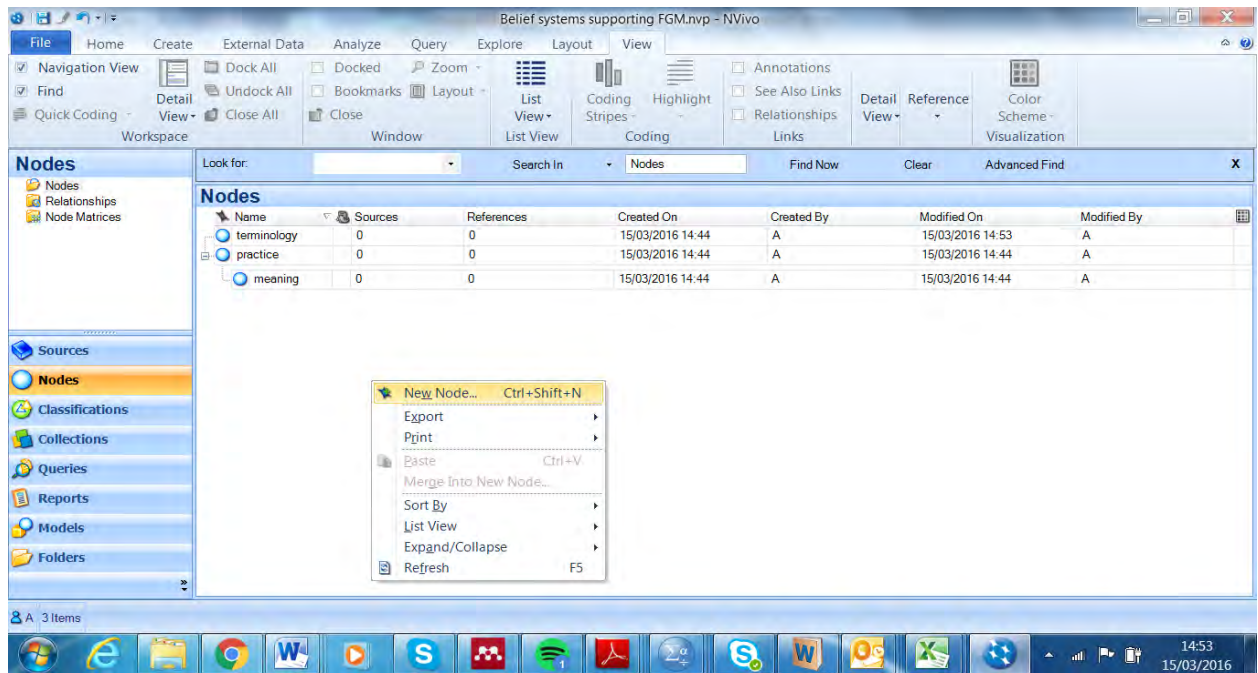 Belief systems supporting FGM.nvp - NVivo
File Home Create External Data Analyze Query Explore Layout View
Navigation View Dock All Docked Zoom Annotations
Find Undock All Bookmarks Layout See Also Links
Quick Coding Detail View Close All Close List View Coding Stripes Highlight Relationships Detail View Reference Color Scheme
Workspace Window List View Coding Links Visualization
Nodes Look for: Search In Nodes Find Now Clear Advanced Find x
Nodes
Relationships
Node Matrices
Nodes
Name Sources References Created On Created By Modified On Modified By
terminology 0 0 15/03/2016 14:44 A 15/03/2016 14:53 A
practice 0 0 15/03/2016 14:44 A 15/03/2016 14:44 A
meaning 0 0 15/03/2016 14:44 A 15/03/2016 14:44 A
Sources
Nodes
Classifications
Collections
Queries
Reports
Models
Folders
New Node... Ctrl+Shift+N
Export
Print
Paste Ctrl+V
Merge Into New Node...
Sort By
List View
Expand/Collapse
Refresh F5
A 3 Items
14:53
15/03/2016